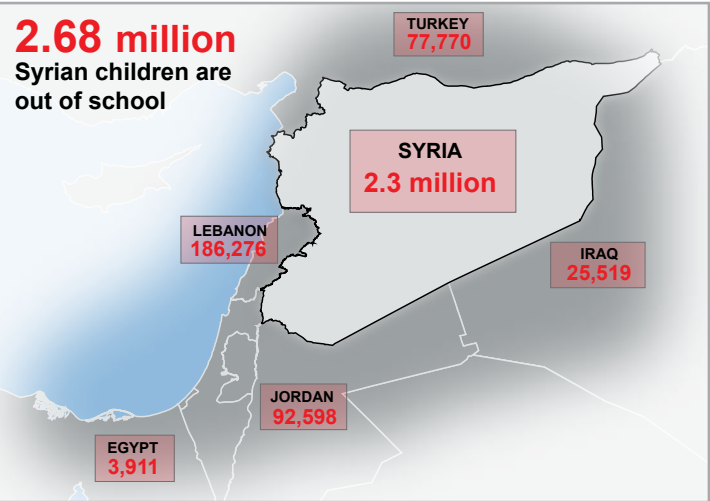 2.68 million
Syrian children are
out of school
TURKEY
77,770
SYRIA
2.3 million
LEBANON
186,276
IRAQ
25,519
JORDAN
92,598
EGYPT
3,911